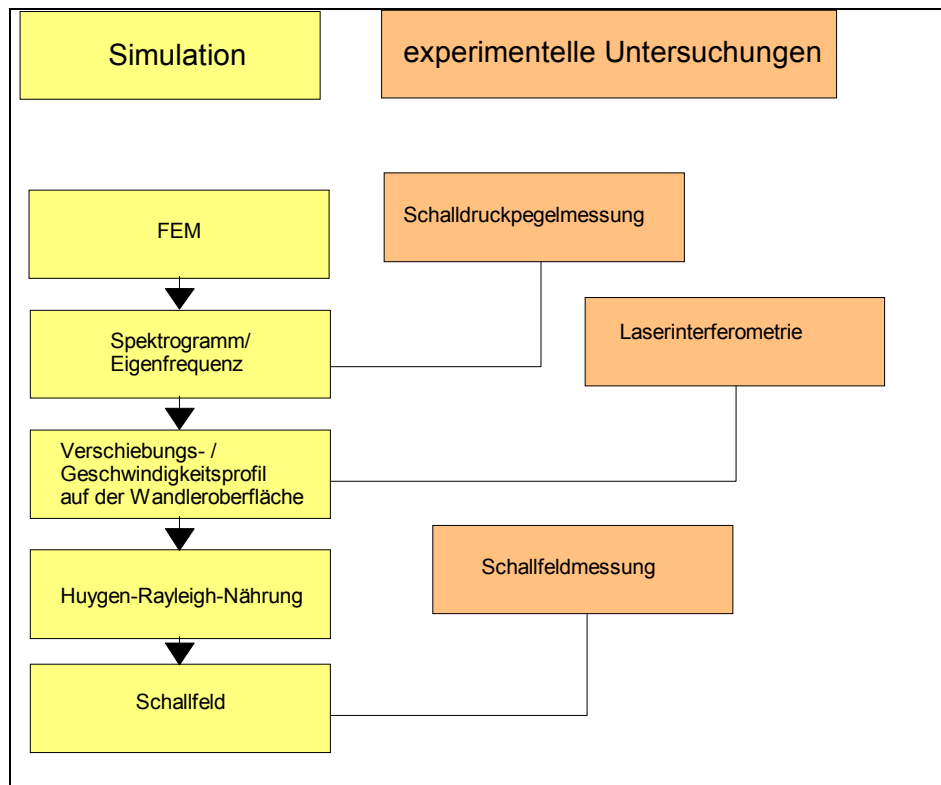 Simulation
experimentelle Untersuchungen
FEM
Schalldruckpegelmessung
Spektrogramm/
Eigenfrequenz
Laserinterferometrie
Verschiebungs- /
Geschwindigkeitsprofil
auf der Wandleroberfläche
Huygen-Rayleigh-Nährung
Schallfeldmessung
Schallfeld